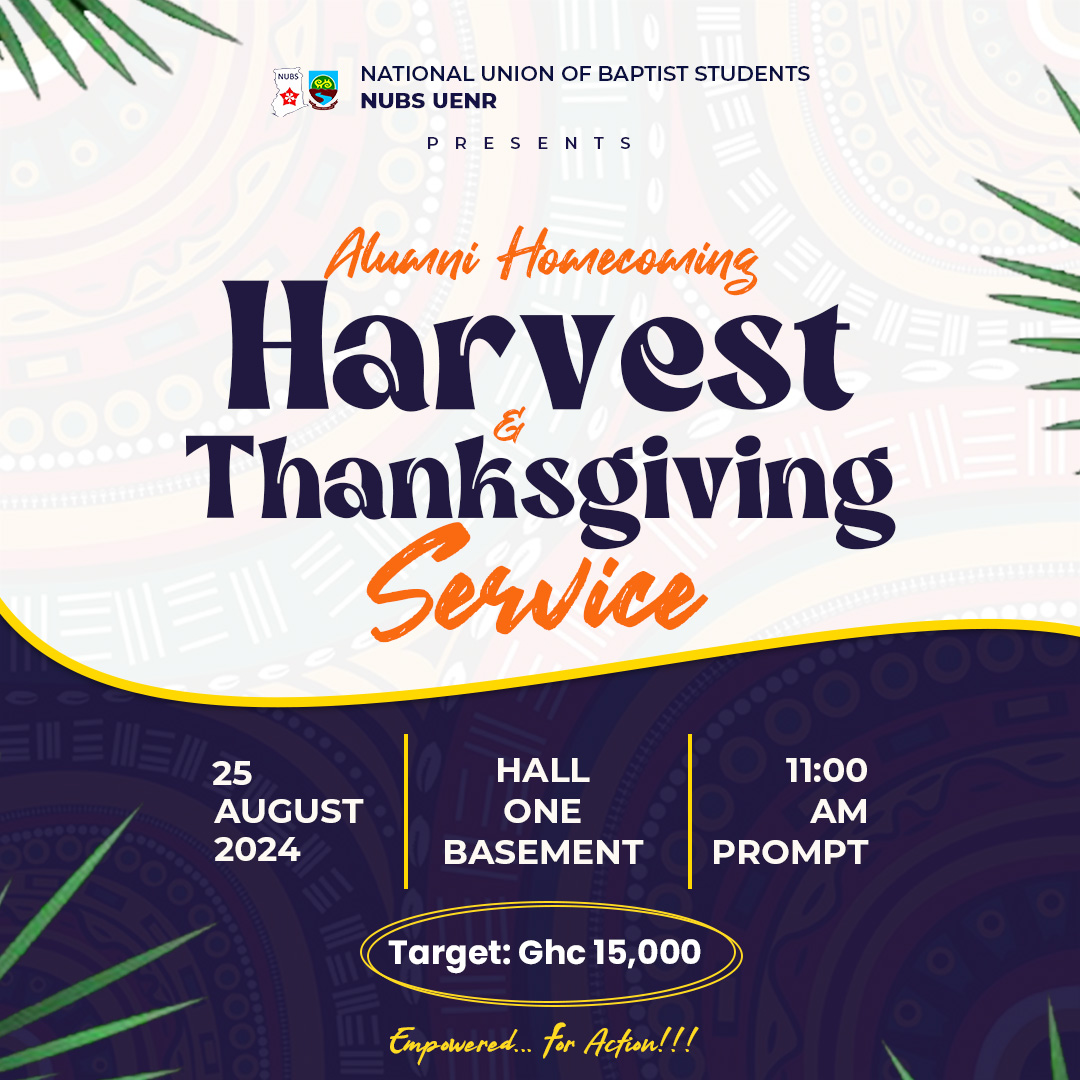 NUBS
NATIONAL UNION OF BAPTIST STUDENTS
NUBS UENR
PRESENTS
Alumni Homecoming
Harvest
&
Thanksgiving
Service
25
AUGUST
2024
HALL
ONE
BASEMENT
11:00
AM
PROMPT
Target: Ghc 15,000
Empowered... For Action!!!